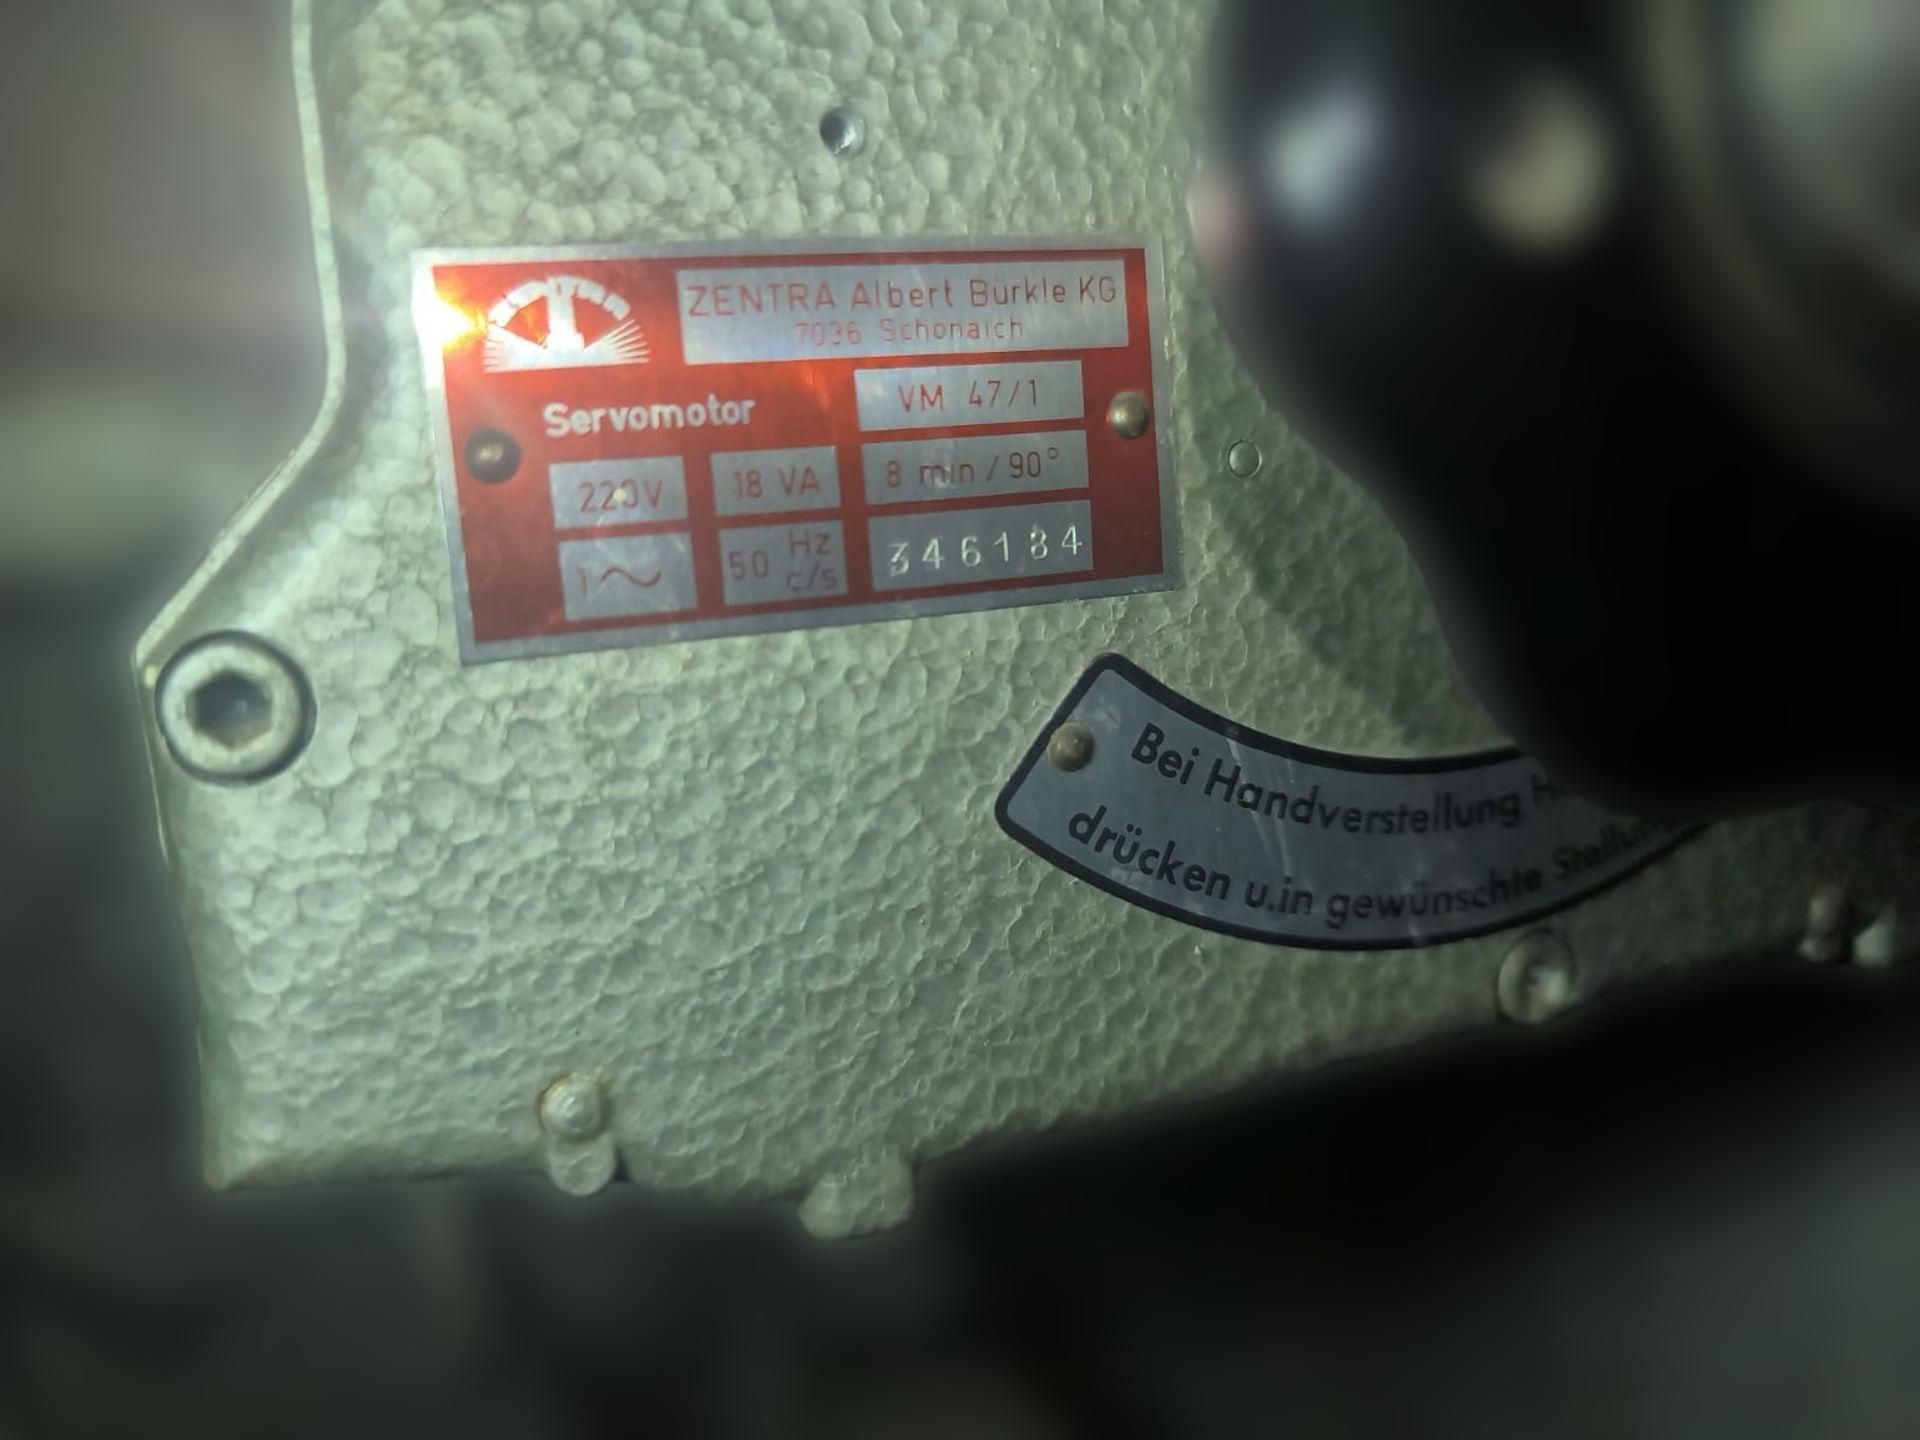 ZENTRA Albert Bürkle KG
7036 Schönaich
Servomotor
VM 47/1
220V
18 VA
8 min / 90°
1~
50 Hz c/s
346184
Bei Handverstellung
drücken u.in gewünschte Stellung